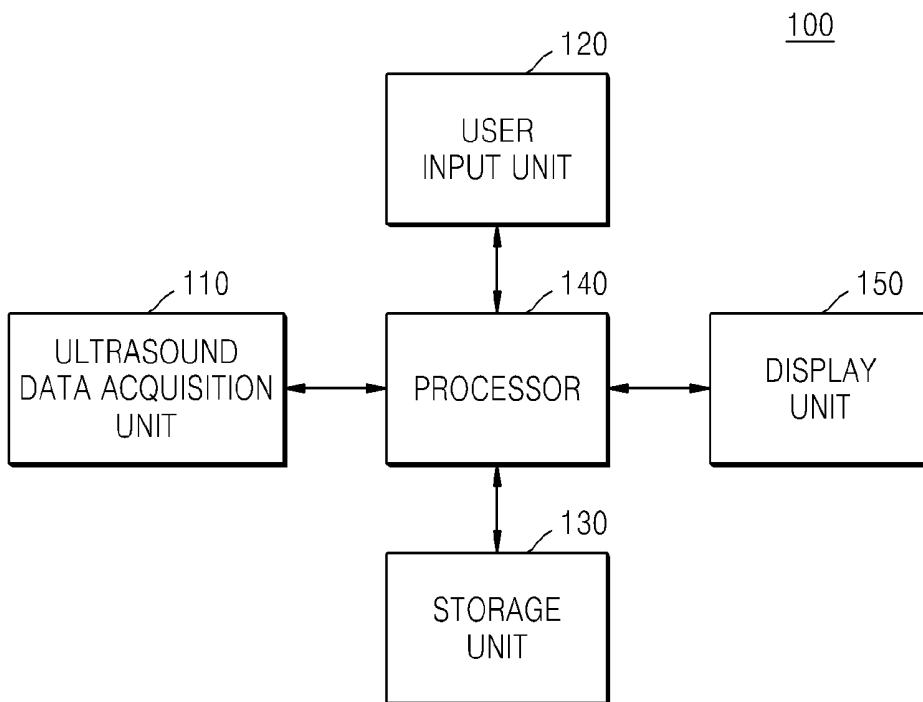 100
120
USER
INPUT UNIT
110
ULTRASOUND
DATA ACQUISITION
UNIT
140
PROCESSOR
150
DISPLAY
UNIT
130
STORAGE
UNIT